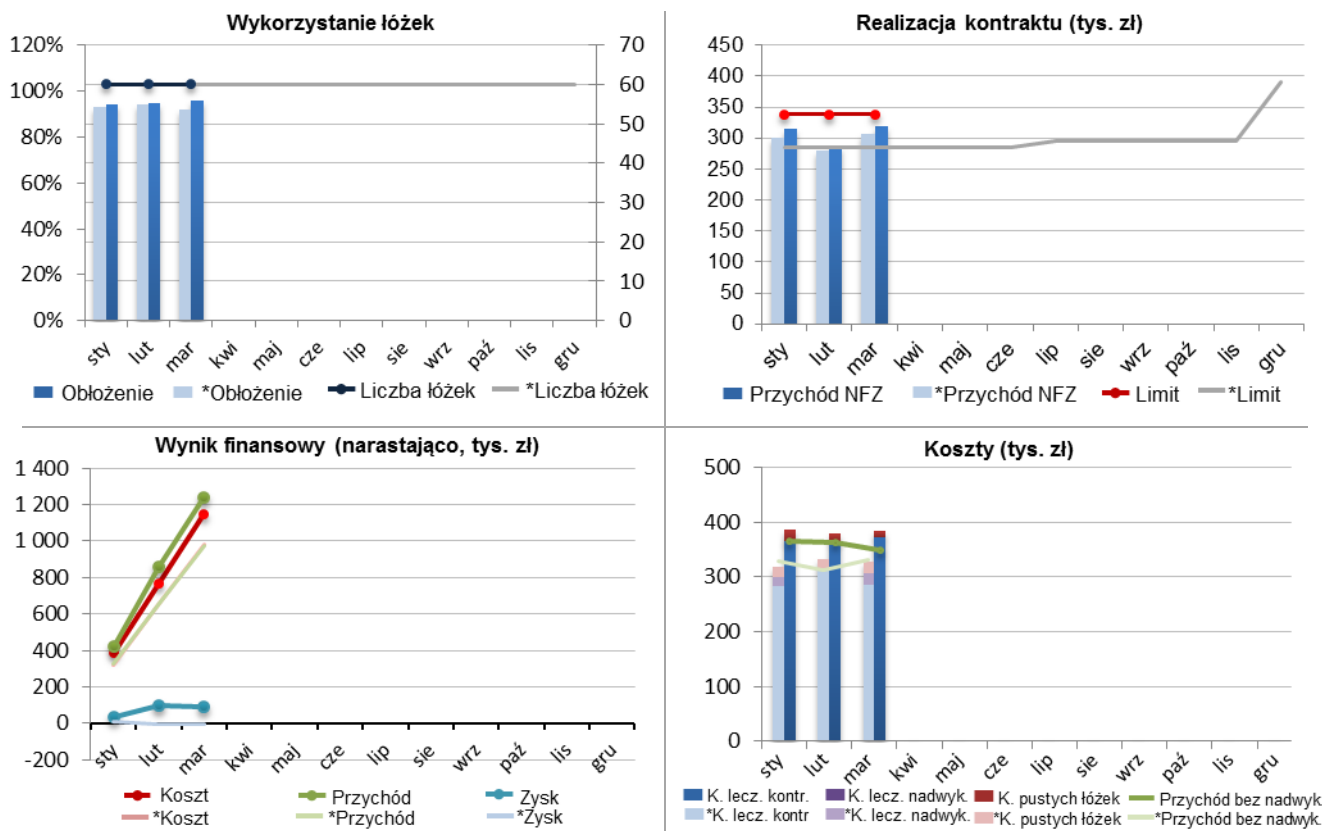 Wykorzystanie łóżek
120%
100%
80%
60%
40%
20%
0%
70
60
50
40
30
20
10
0
sty lut mar kwi maj cze lip sie wrz paź lis gru
Obłożenie *Obłożenie Liczba łóżek *Liczba łóżek
Realizacja kontraktu (tys. zł)
450
400
350
300
250
200
150
100
50
0
sty lut mar kwi maj cze lip sie wrz paź lis gru
Przychód NFZ *Przychód NFZ Limit *Limit
Wynik finansowy (narastająco, tys. zł)
1 400
1 200
1 000
800
600
400
200
0
-200
sty lut mar kwi maj cze lip sie wrz paź lis gru
Koszt Przychód Zysk
*Koszt *Przychód *Zysk
Koszty (tys. zł)
500
400
300
200
100
0
sty lut mar kwi maj cze lip sie wrz paź lis gru
K. lecz. kontr. K. lecz. nadwyk. K. pustych łóżek Przychód bez nadwyk.
*K. lecz. kontr *K. lecz. nadwyk. *K. pustych łóżek *Przychód bez nadwyk.